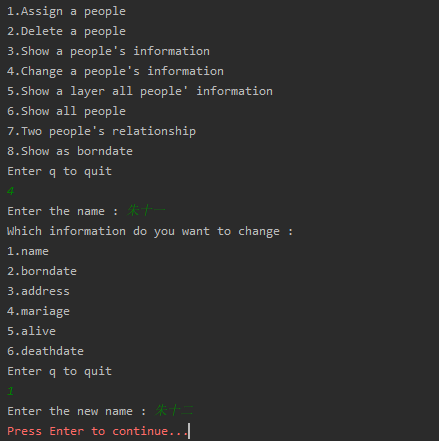 1.Assign a people
2.Delete a people
3.Show a people's information
4.Change a people's information
5.Show a layer all people' information
6.Show all people
7.Two people's relationship
8.Show as borndate
Enter q to quit
4
Enter the name : 朱十一
Which information do you want to change :
1.name
2.borndate
3.address
4.mariage
5.alive
6.deathdate
Enter q to quit
1
Enter the new name : 朱十二
Press Enter to continue...